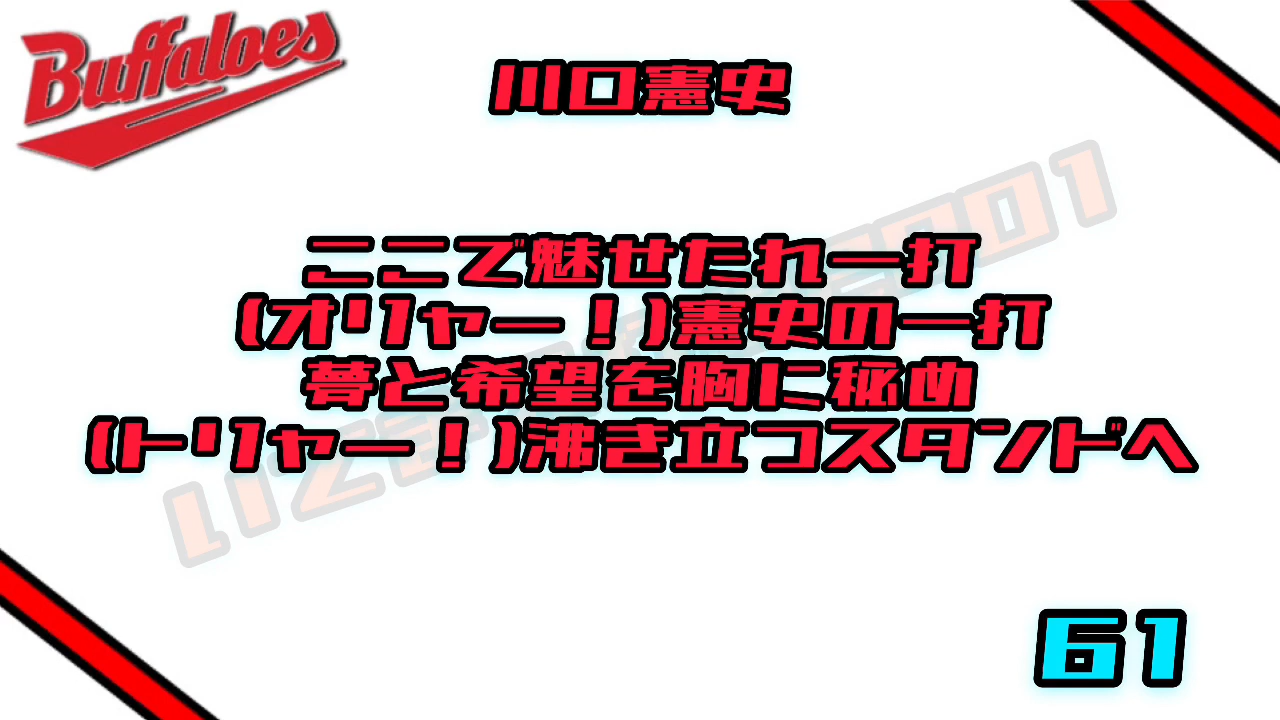 Buffaloes
川口憲史
ここで魅せたれ一打
(オリャー！)憲史の一打
夢と希望を胸に秘め
(トリャー！)沸き立つスタンドへ
61